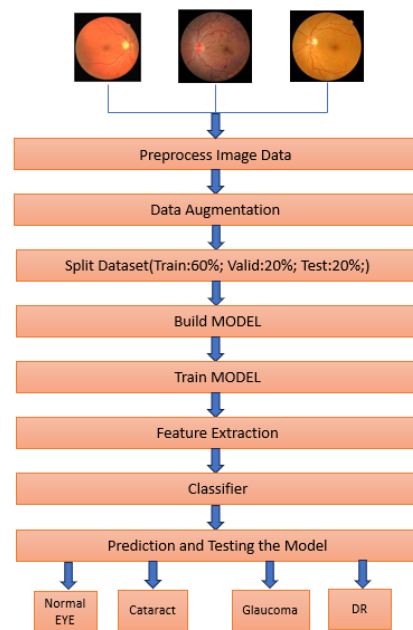 Preprocess Image Data
Data Augmentation
Split Dataset(Train:60%; Valid:20%; Test:20%;)
Build MODEL
Train MODEL
Feature Extraction
Classifier
Prediction and Testing the Model
Normal
EYE
Cataract
Glaucoma
DR